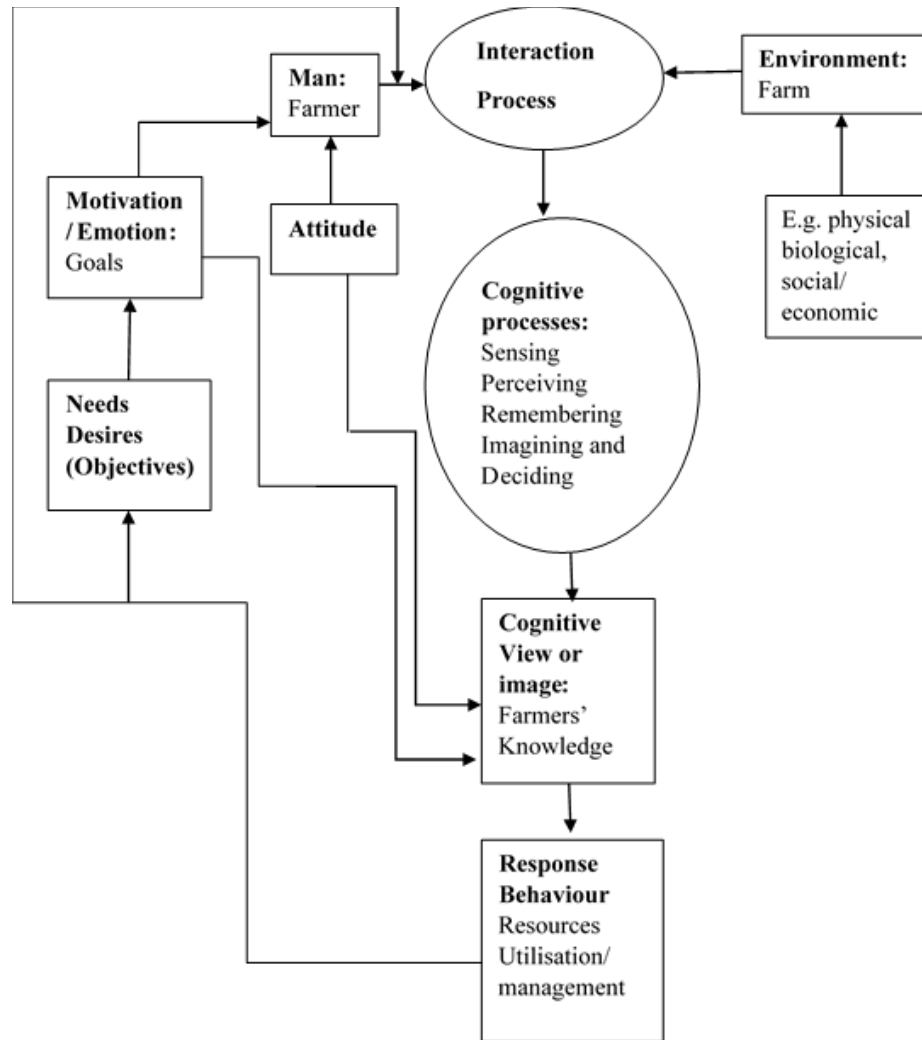 Interaction
Process
Man:
Farmer
Environment:
Farm
Motivation
/ Emotion:
Goals
Attitude
E.g. physical
biological,
social/
economic
Cognitive
processes:
Sensing
Perceiving
Remembering
Imagining and
Deciding
Needs
Desires
(Objectives)
Cognitive
View or
image:
Farmers’
Knowledge
Response
Behaviour
Resources
Utilisation/
management